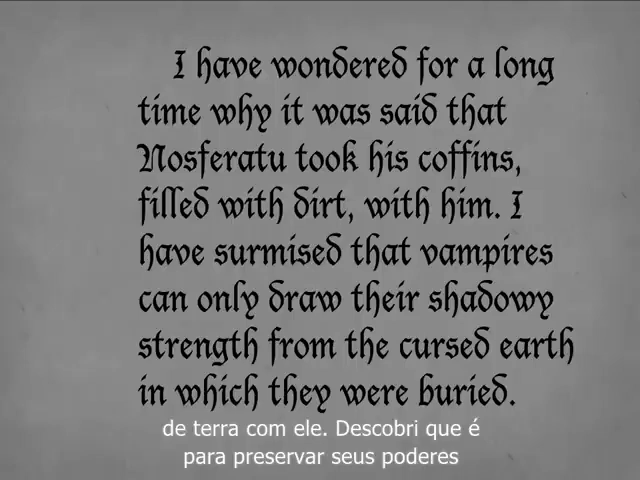 I have wondered for a long
time why it was said that
Nosferatu took his coffins,
filled with dirt, with him. I
have surmised that vampires
can only draw their shadowy
strength from the cursed earth
in which they were buried.
de terra com ele. Descobri que é
para preservar seus poderes